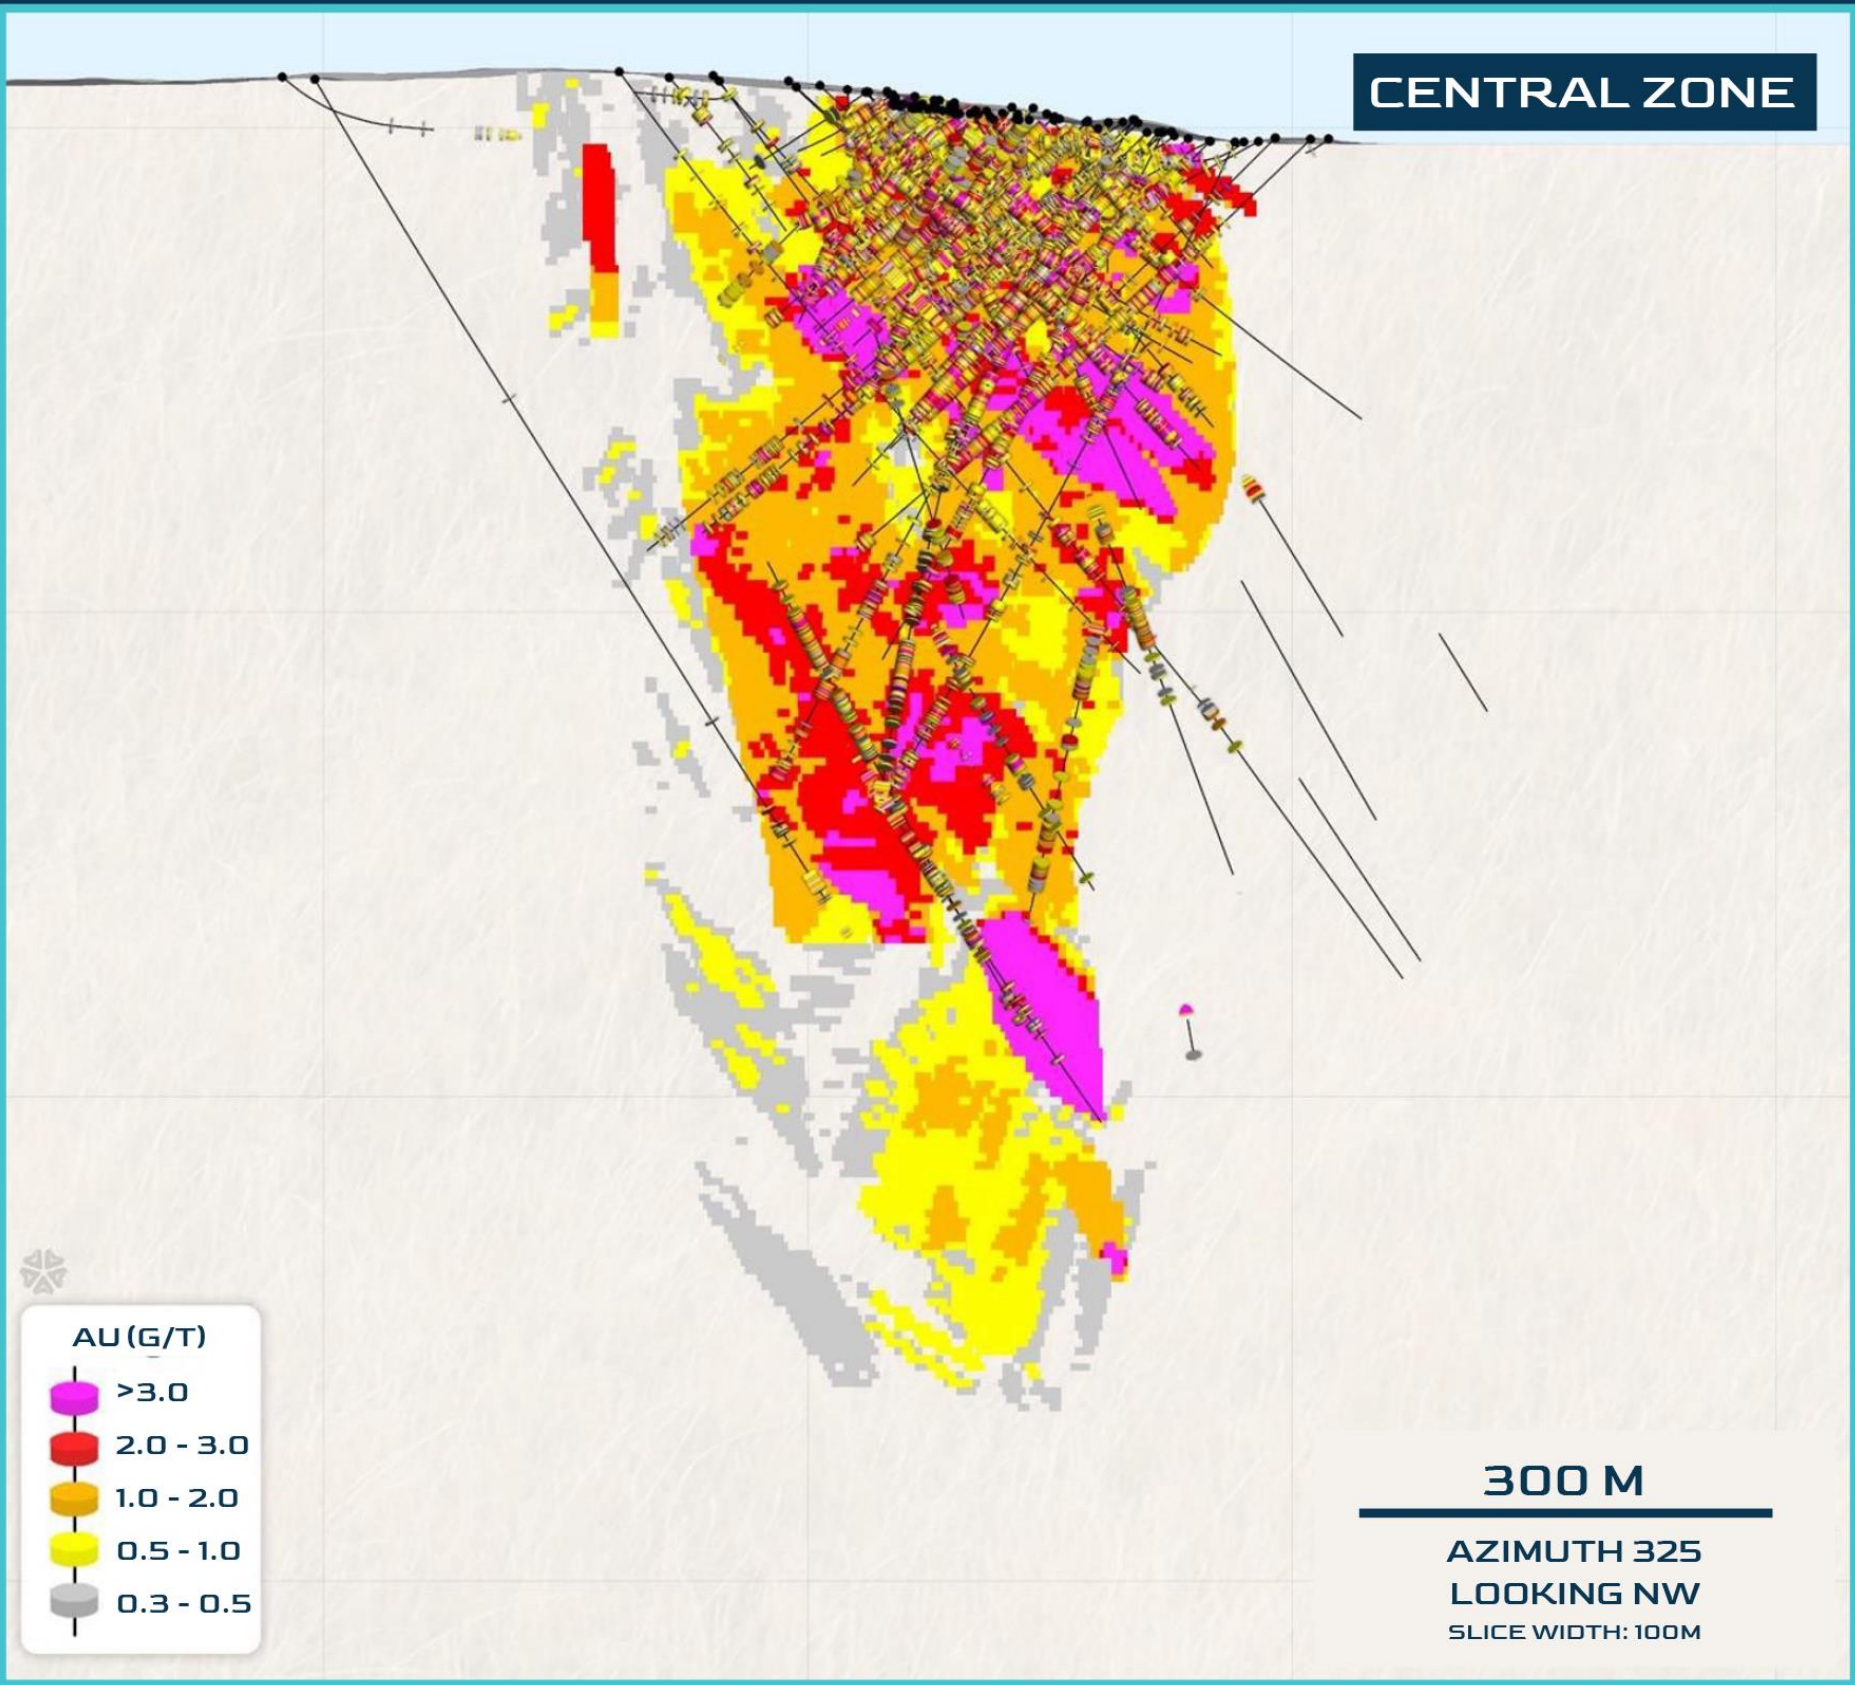 CENTRAL ZONE
AU (G/T)
>3.0
2.0 - 3.0
1.0 - 2.0
0.5 - 1.0
0.3 - 0.5
300 M
AZIMUTH 325
LOOKING NW
SLICE WIDTH: 100M